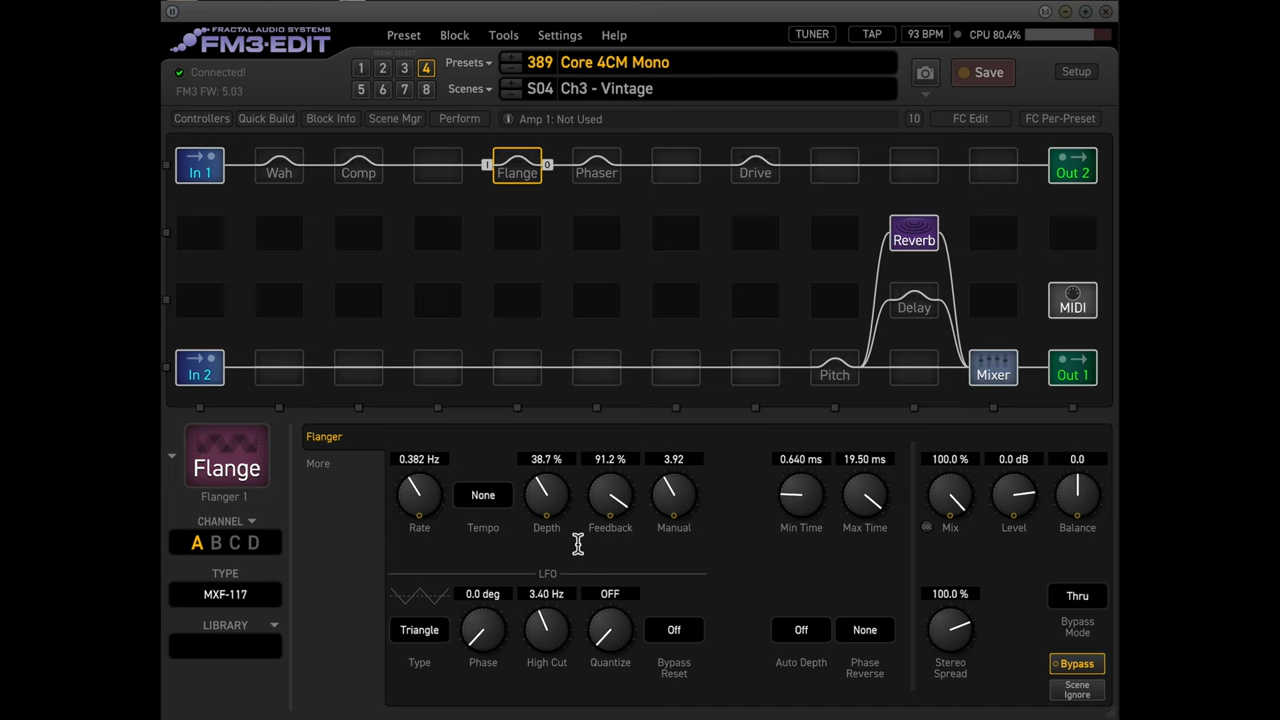 FRACTAL AUDIO SYSTEMS
FM3-EDIT
Preset Block Tools Settings Help
TUNER TAP 93 BPM CPU 80.4%
SCENE SELECT
1 2 3 4
5 6 7 8
Presets 389 Core 4CM Mono
Scenes S04 Ch3 - Vintage
Save
Setup
Connected!
FM3 FW: 5.03
Controllers Quick Build Block Info Scene Mgr Perform Amp 1: Not Used 10 FC Edit FC Per-Preset
In 1 Wah Comp I Flange O Phaser Drive Out 2
Reverb
Delay MIDI
In 2 Pitch Mixer Out 1
Flange
Flanger 1
CHANNEL
A B C D
TYPE
MXF-117
LIBRARY
Flanger
More
0.382 Hz 38.7 % 91.2 % 3.92 0.640 ms 19.50 ms 100.0 % 0.0 dB 0.0
None
Rate Tempo Depth Feedback Manual Min Time Max Time Mix Level Balance
LFO
0.0 deg 3.40 Hz OFF 100.0 % Thru
Triangle Off Off None
Type Phase High Cut Quantize Bypass Reset Auto Depth Phase Reverse Stereo Spread Bypass Mode
Bypass
Scene Ignore